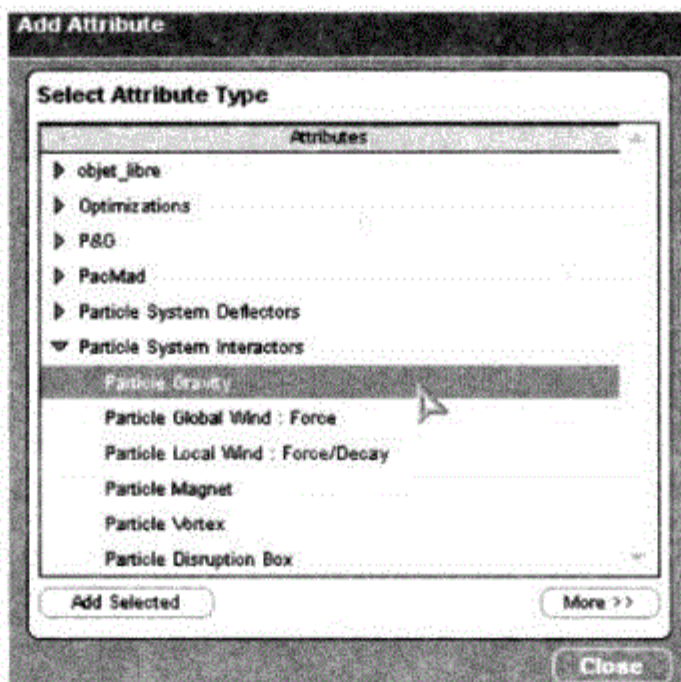 Add Attribute
Select Attribute Type
Attributes
objet_libre
Optimizations
P&G
PacMad
Particle System Deflectors
Particle System Interactors
Particle Gravity
Particle Global Wind : Force
Particle Local Wind : Force/Decay
Particle Magnet
Particle Vortex
Particle Disruption Box
Add Selected
More >>
Close